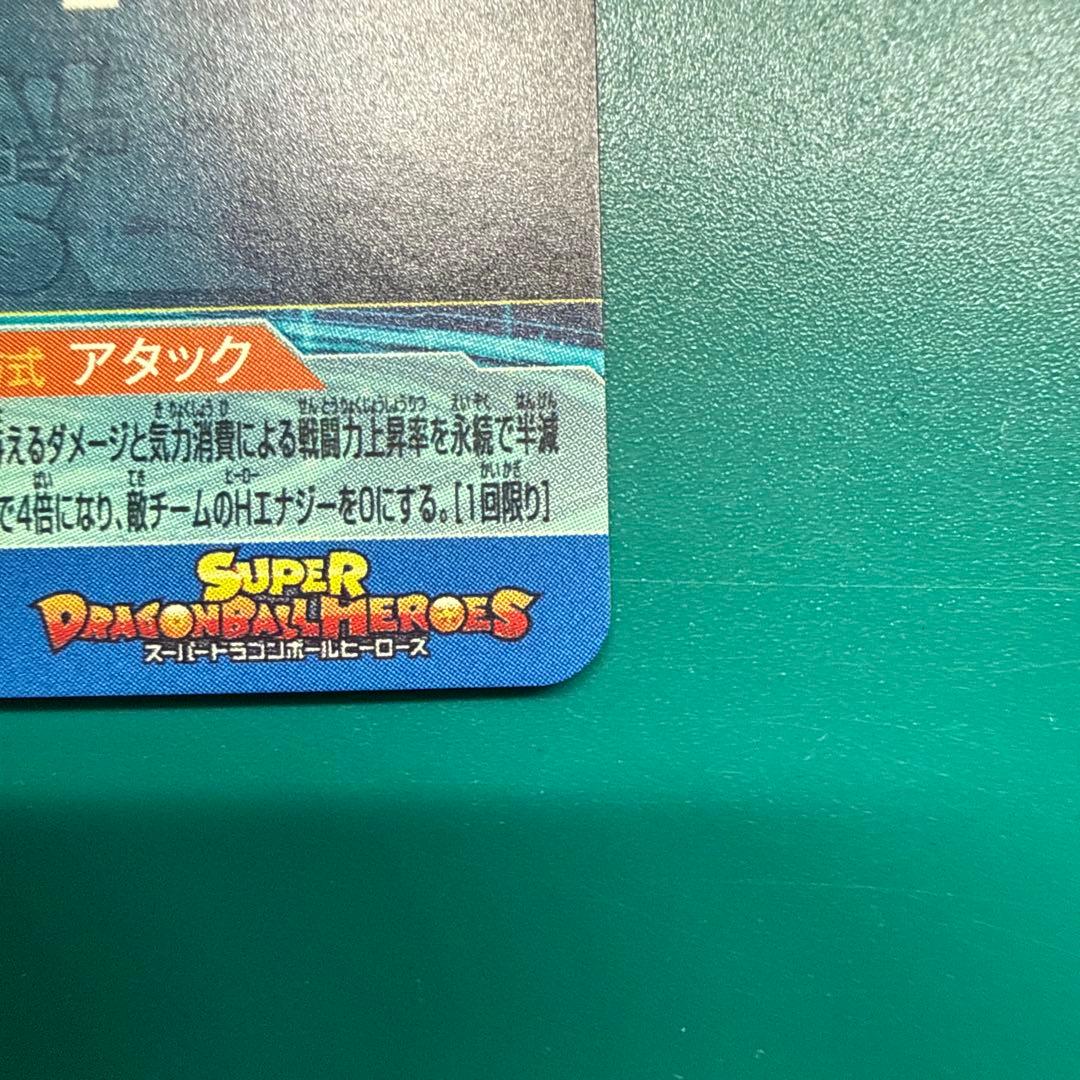 式 アタック
えるダメージと気力消費による戦闘力上昇率を永続で半減
で4倍になり、敵チームのHエナジーを0にする。[1回限り]
SUPER
DRAGONBALL HEROES
スーパードラゴンボールヒーローズ